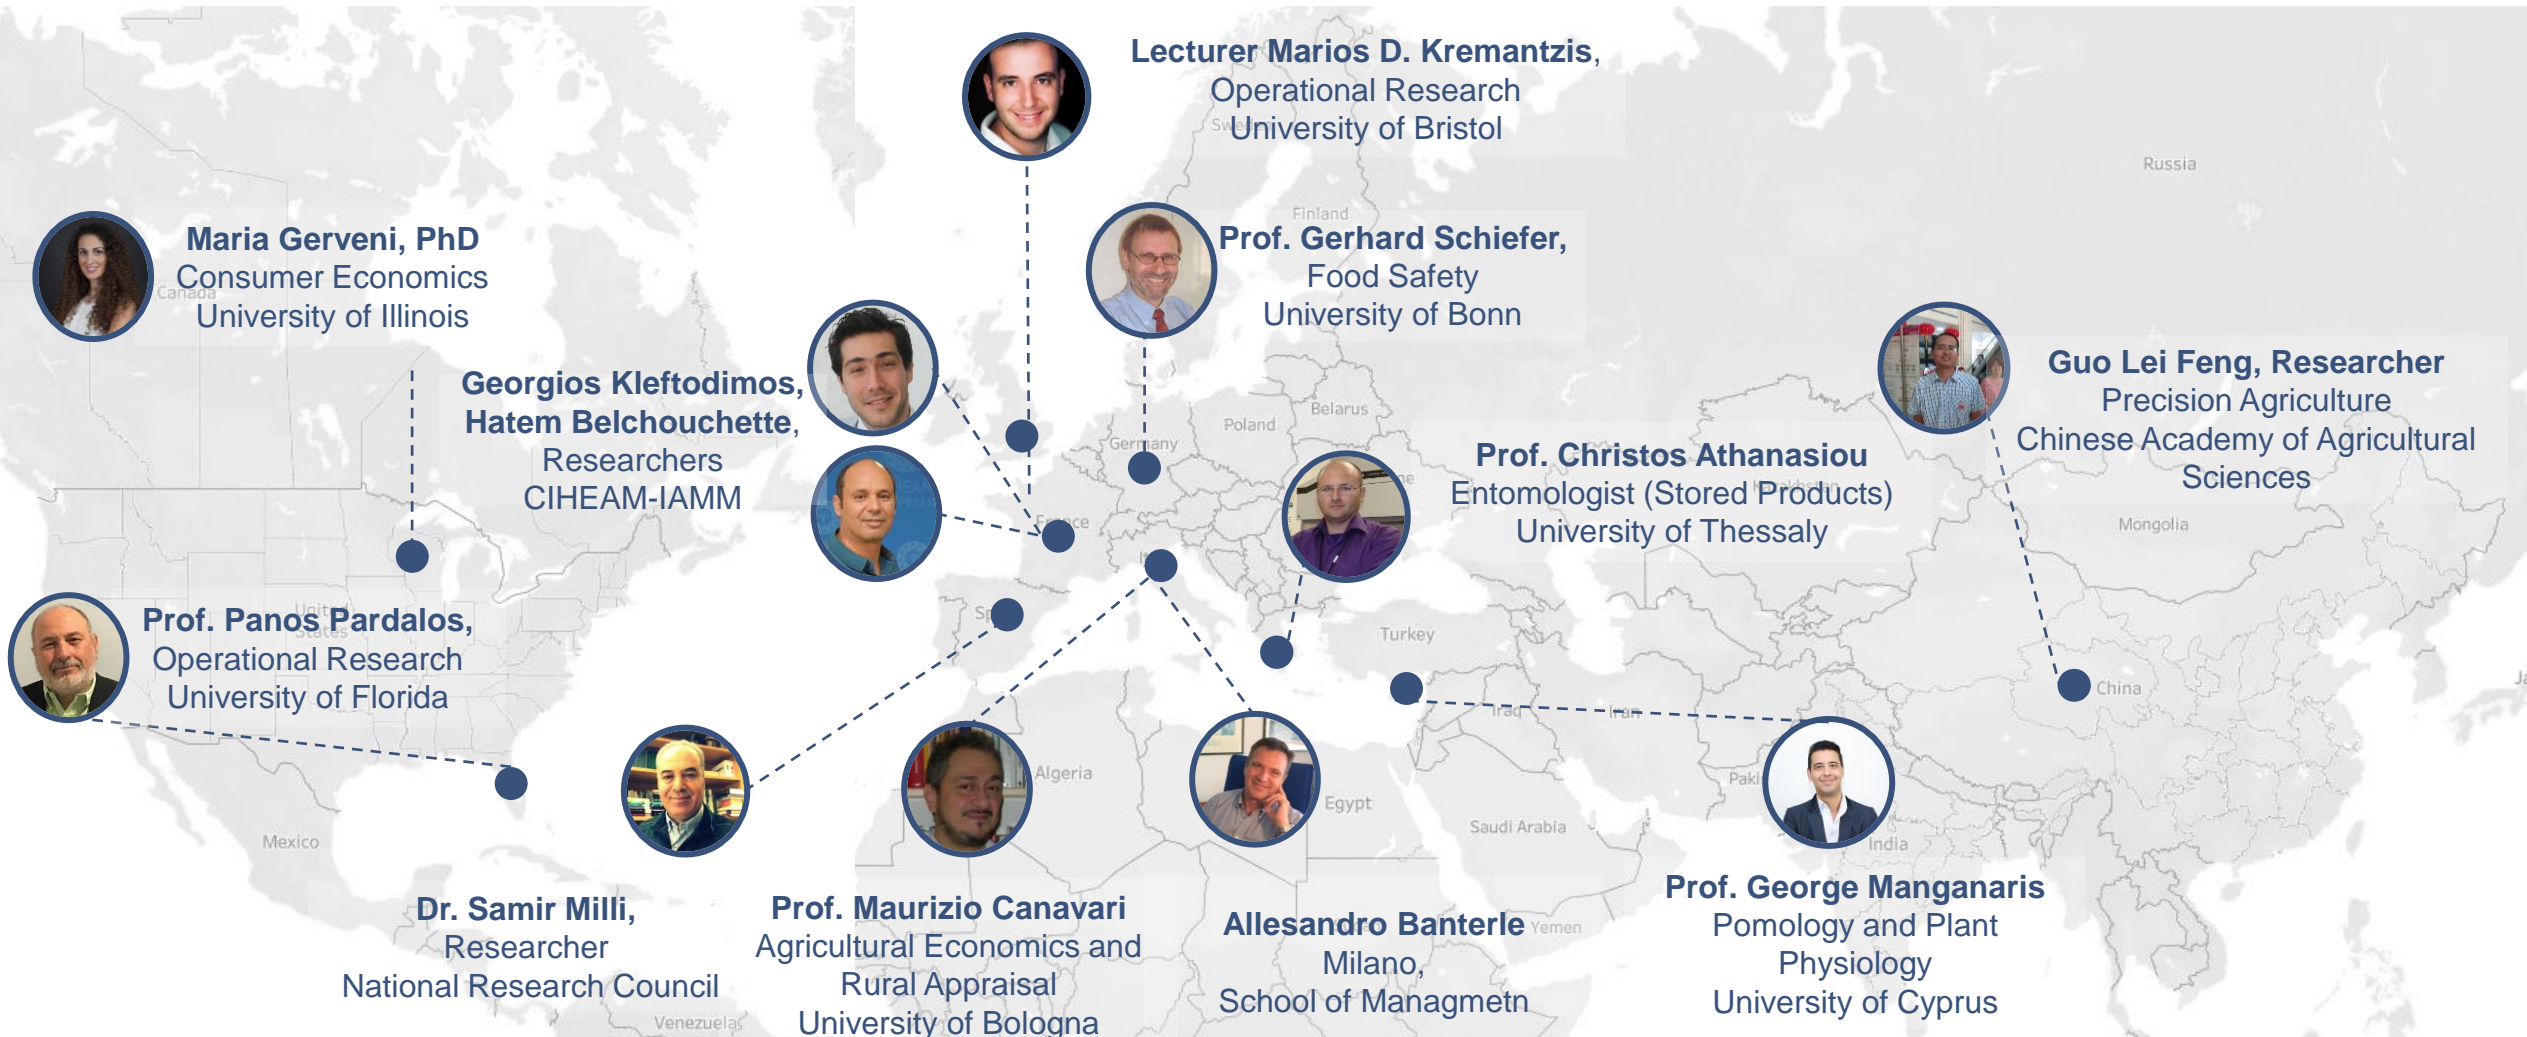 Lecturer Marios D. Kremantzis,
Operational Research
University of Bristol
Sweden
Russia
Finland
Maria Gerveni, PhD
Consumer Economics
University of Illinois
Canada
Prof. Gerhard Schiefer,
Food Safety
University of Bonn
Georgios Kleftodimos,
Hatem Belchouchette,
Researchers
CIHEAM-IAMM
Guo Lei Feng, Researcher
Precision Agriculture
Chinese Academy of Agricultural
Sciences
Belarus
Poland
Germany
Prof. Christos Athanasiou
Entomologist (Stored Products)
University of Thessaly
Kazakhstan
Mongolia
France
Prof. Panos Pardalos,
Operational Research
University of Florida
United
States
Turkey
China
Iraq
Iran
Algeria
Egypt
Saudi Arabia
Mexico
India
Dr. Samir Milli,
Researcher
National Research Council
Prof. Maurizio Canavari
Agricultural Economics and
Rural Appraisal
University of Bologna
Allesandro Banterle
Milano,
School of Managmetn
Yemen
Prof. George Manganaris
Pomology and Plant
Physiology
University of Cyprus
Venezuela